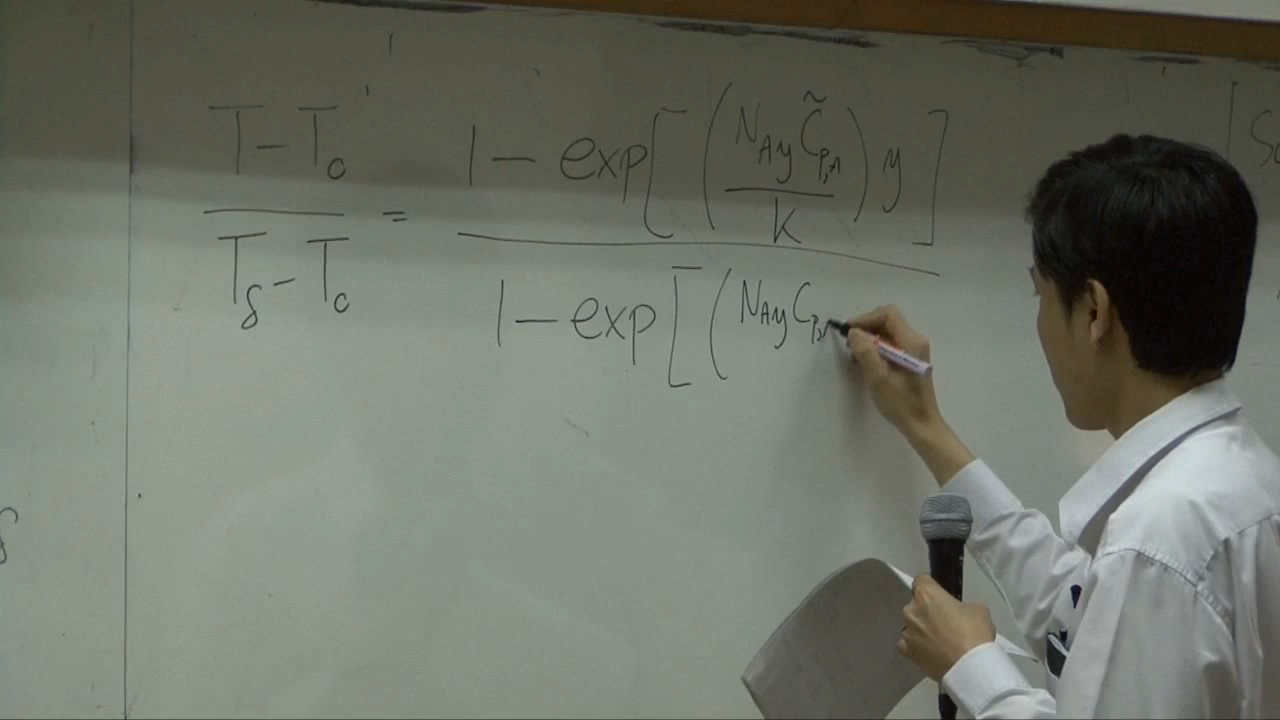 T - T₀ / T_δ - T₀ = 1 - exp[(N_Ay C̃_p,A / k) y]
1 - exp[(N_Ay C_p,A
δ